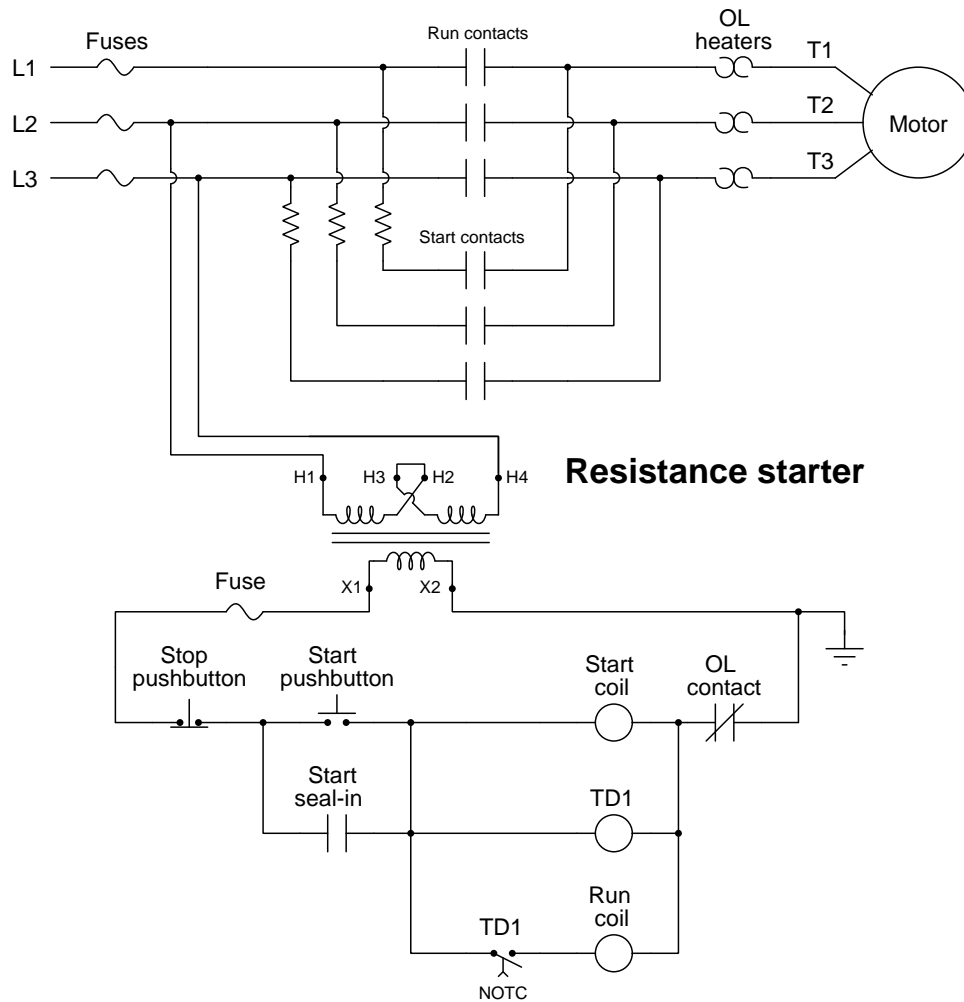 Fuses
Run contacts
OL
heaters
L1
T1
L2
T2
Motor
L3
T3
Start contacts
H1
H3
H2
H4
Resistance starter
X1
X2
Fuse
Stop
pushbutton
Start
pushbutton
Start
coil
OL
contact
Start
seal-in
TD1
Run
coil
TD1
NOTC